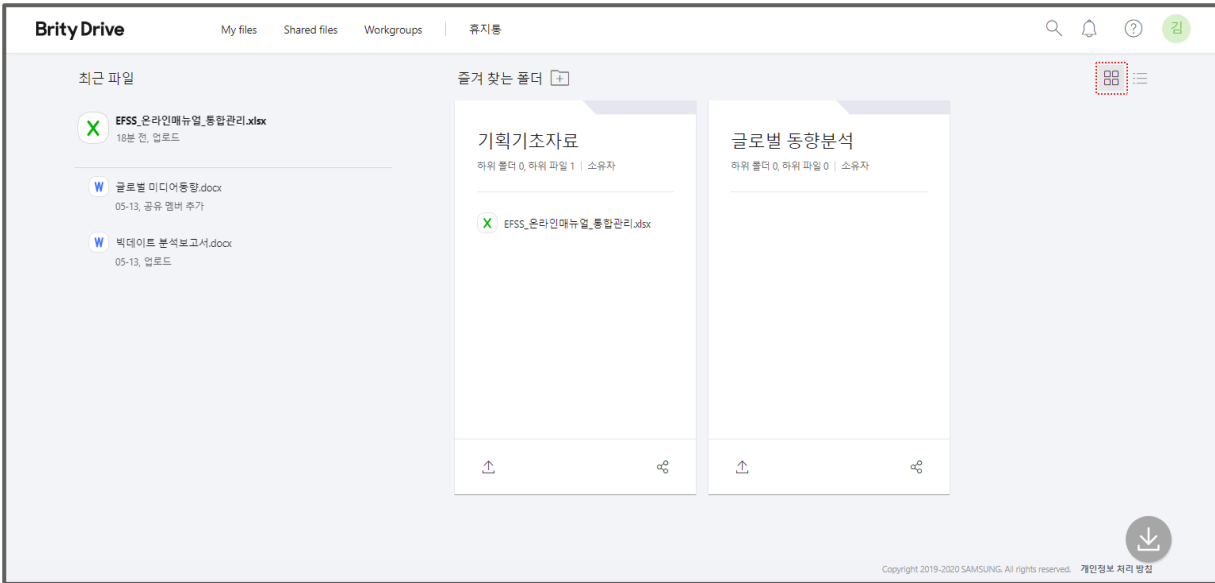 Brity Drive
My files
Shared files
Workgroups
휴지통
김
최근 파일
EFSS_온라인매뉴얼_통합관리.xlsx
18분 전, 업로드
글로벌 미디어동향.docx
05-13, 공유 멤버 추가
빅데이트 분석보고서.docx
05-13, 업로드
즐겨 찾는 폴더
기획기초자료
하위 폴더 0, 하위 파일 1 | 소유자
EFSS_온라인매뉴얼_통합관리.xlsx
글로벌 동향분석
하위 폴더 0, 하위 파일 0 | 소유자
Copyright 2019-2020 SAMSUNG. All rights reserved. 개인정보 처리 방침